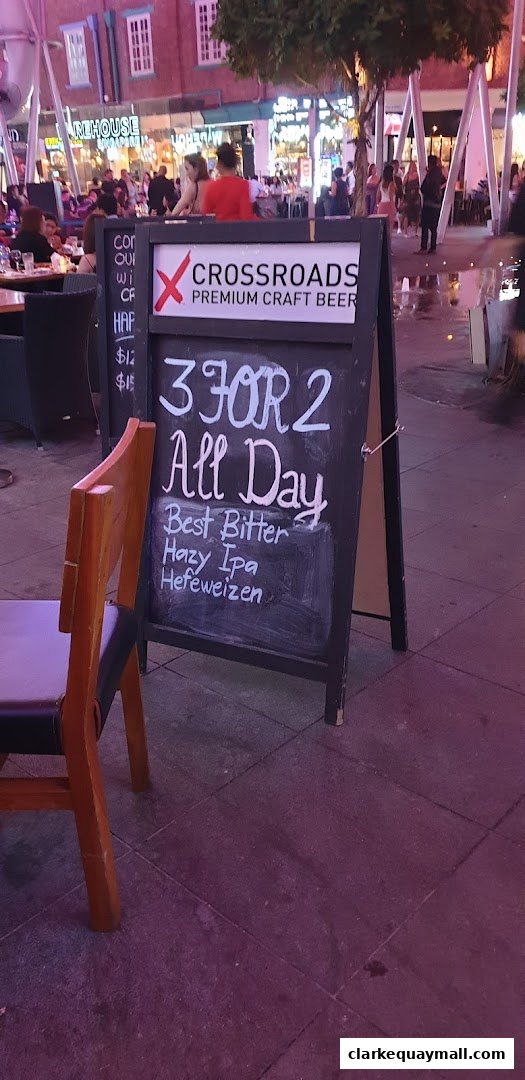 CROSSROADS
PREMIUM CRAFT BEER
3 FOR 2
All Day
Best Bitter
Hazy Ipa
Hefeweizen
clarkequaymall.com